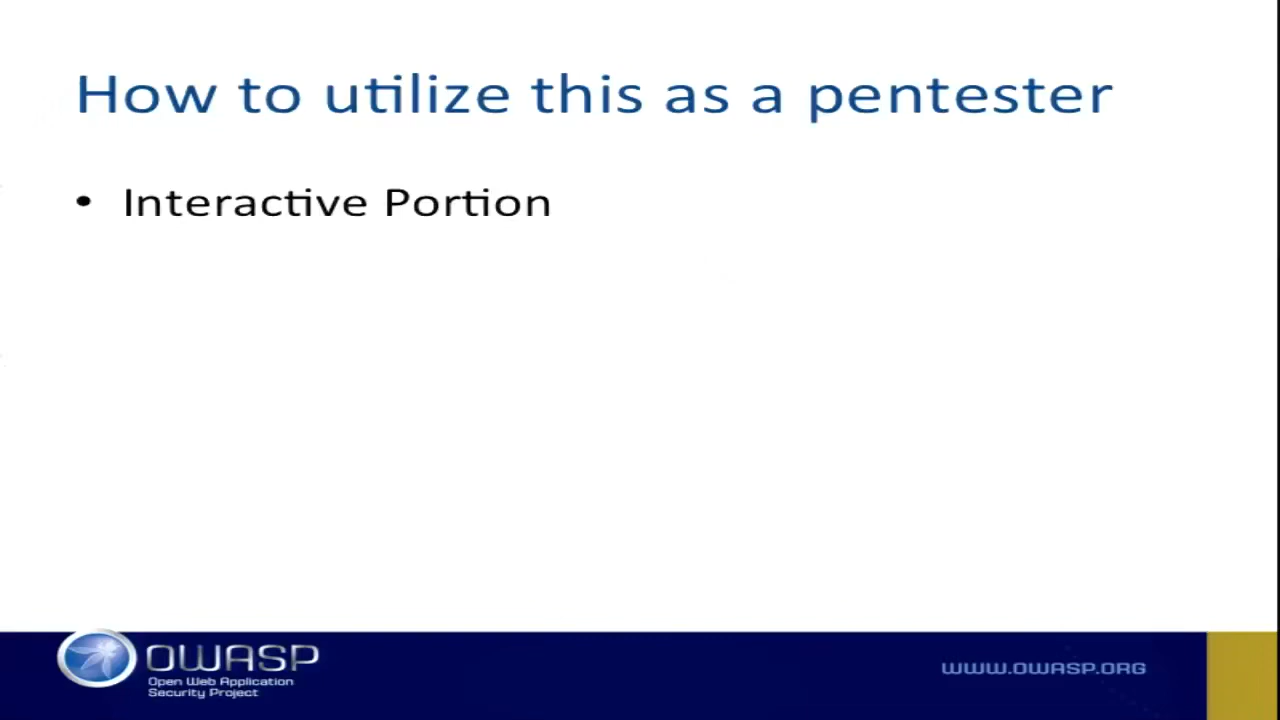 How to utilize this as a pentester
• Interactive Portion
OWASP
Open Web Application
Security Project
WWW.OWASP.ORG